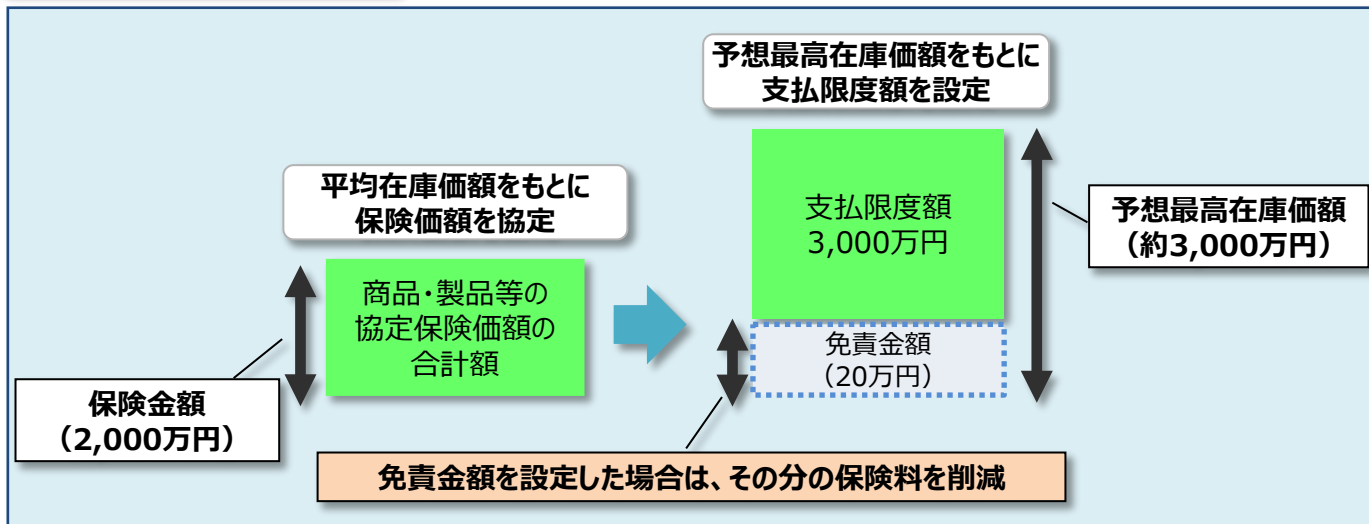 予想最高在庫価額をもとに
支払限度額を設定
平均在庫価額をもとに
保険価額を協定
支払限度額
3,000万円
予想最高在庫価額
（約3,000万円）
商品・製品等の
協定保険価額の
合計額
免責金額
（20万円）
保険金額
（2,000万円）
免責金額を設定した場合は、その分の保険料を削減